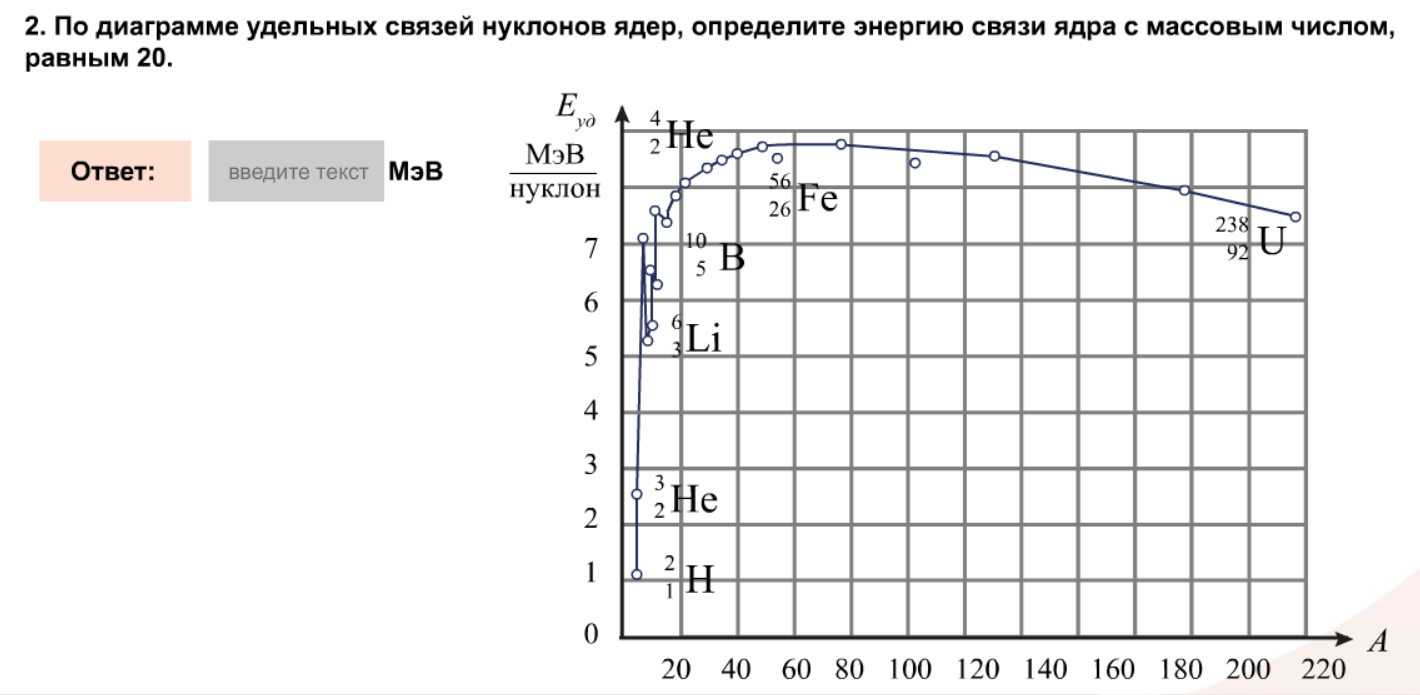 2. По диаграмме удельных связей нуклонов ядер, определите энергию связи ядра с массовым числом,
равным 20.
Ответ:
введите текст
МэВ
E уд
МэВ
нуклон
4
2 He
56
26 Fe
238
92 U
10
5 B
6
3 Li
3
2 He
2
1 H
7
6
5
4
3
2
1
0
20 40 60 80 100 120 140 160 180 200 220
A